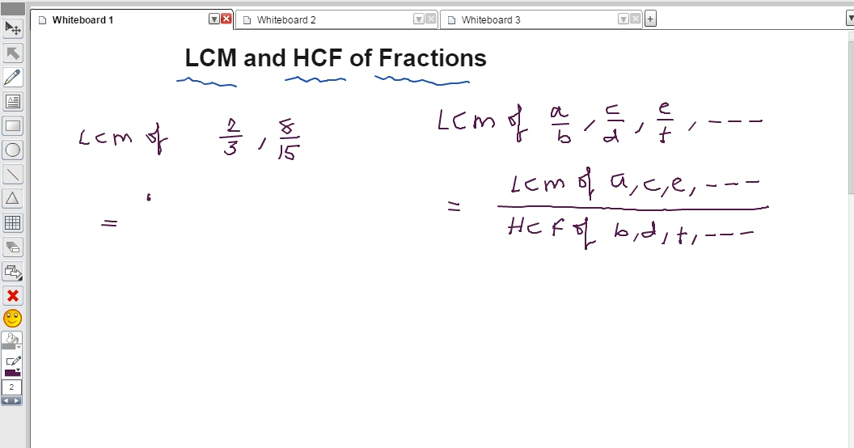 Whiteboard 1 Whiteboard 2 Whiteboard 3
LCM and HCF of Fractions
LCM of 2/3, 8/15
=
LCM of a/b, c/d, e/f, ---
= LCM of a, c, e, --- / HCF of b, d, f, ---
2